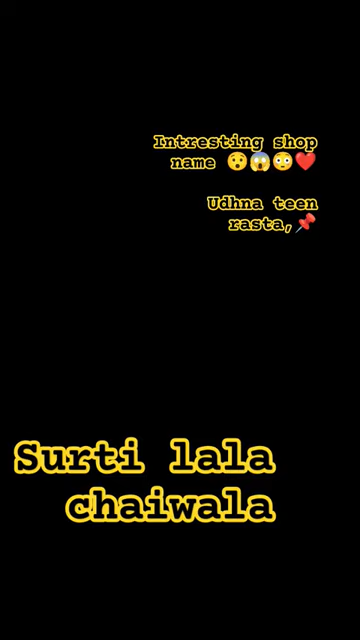 Intresting shop
name 😯😱😳❤️
Udhna teen
rasta,📌
Surti lala
chaiwala